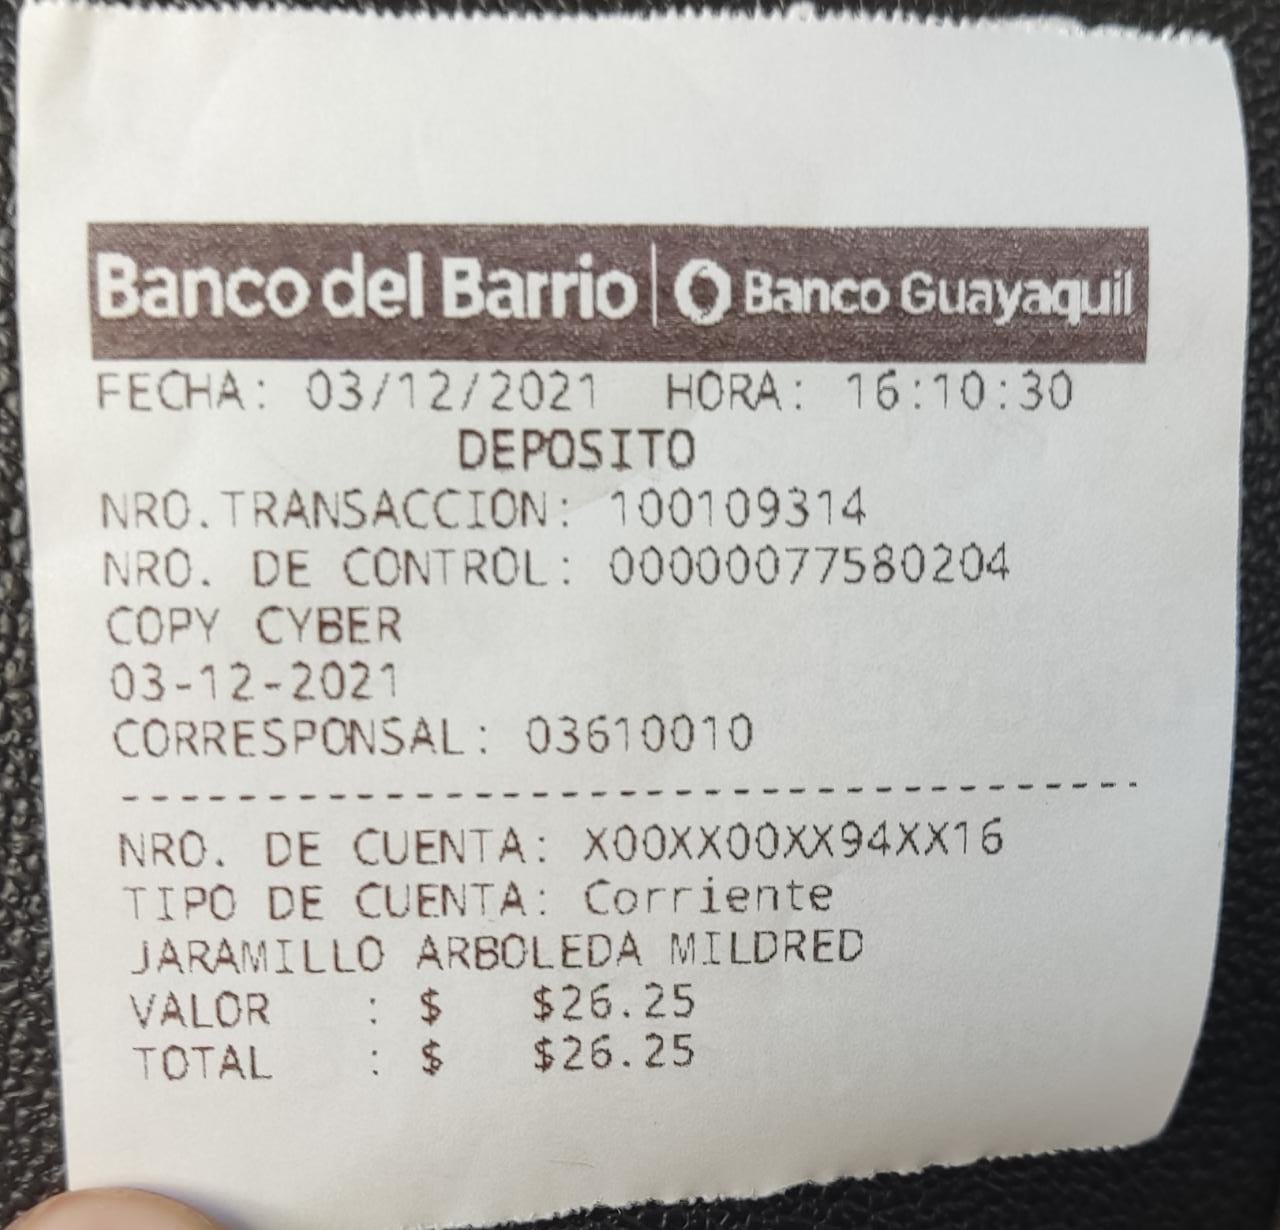 Banco del Barrio | Banco Guayaquil
FECHA: 03/12/2021 HORA: 16:10:30
DEPOSITO
NRO.TRANSACCION: 100109314
NRO. DE CONTROL: 00000077580204
COPY CYBER
03-12-2021
CORRESPONSAL: 03610010
-----------------------------------
NRO. DE CUENTA: X00XX00XX94XX16
TIPO DE CUENTA: Corriente
JARAMILLO ARBOLEDA MILDRED
VALOR : $ $26.25
TOTAL : $ $26.25